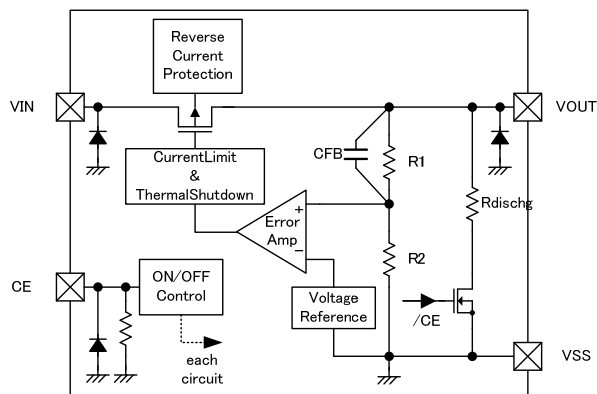 Reverse
Current
Protection
VIN
VOUT
CFB
R1
CurrentLimit
&
ThermalShutdown
Rdischg
+
Error
Amp
−
R2
CE
ON/OFF
Control
Voltage
Reference
/CE
each
circuit
VSS